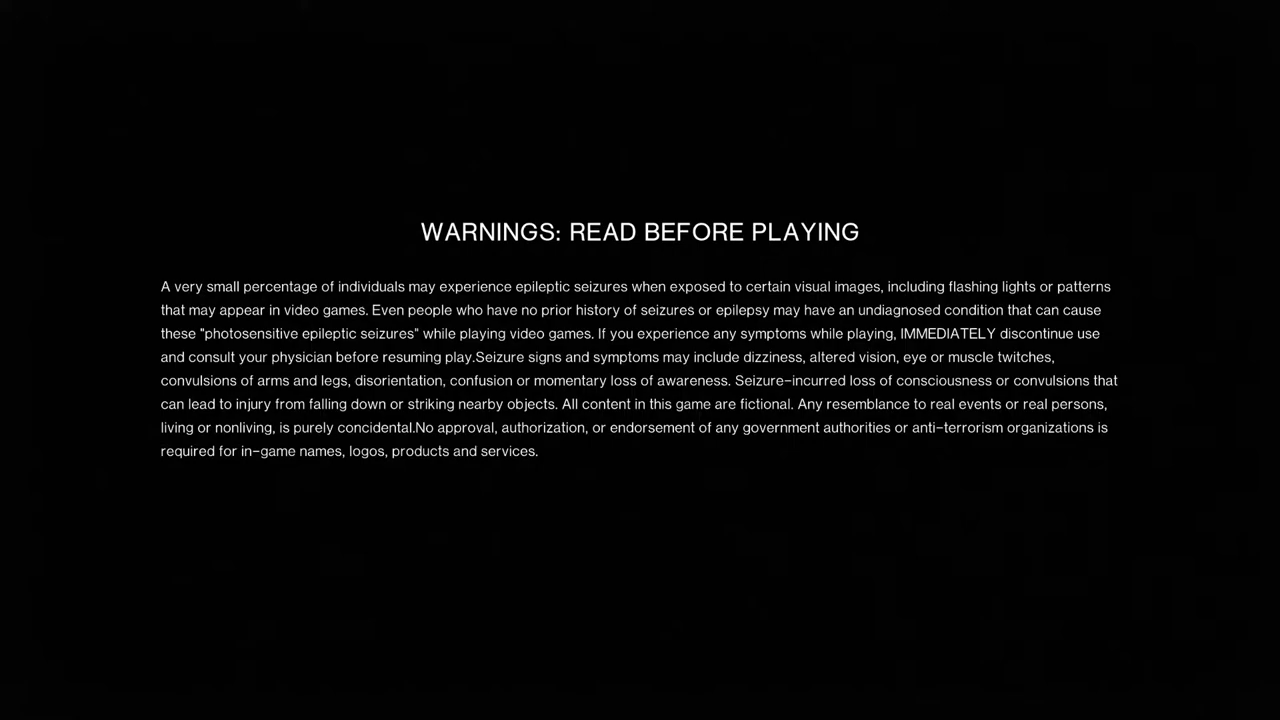 WARNINGS: READ BEFORE PLAYING
A very small percentage of individuals may experience epileptic seizures when exposed to certain visual images, including flashing lights or patterns
that may appear in video games. Even people who have no prior history of seizures or epilepsy may have an undiagnosed condition that can cause
these "photosensitive epileptic seizures" while playing video games. If you experience any symptoms while playing, IMMEDIATELY discontinue use
and consult your physician before resuming play.Seizure signs and symptoms may include dizziness, altered vision, eye or muscle twitches,
convulsions of arms and legs, disorientation, confusion or momentary loss of awareness. Seizure-incurred loss of consciousness or convulsions that
can lead to injury from falling down or striking nearby objects. All content in this game are fictional. Any resemblance to real events or real persons,
living or nonliving, is purely concidental.No approval, authorization, or endorsement of any government authorities or anti-terrorism organizations is
required for in-game names, logos, products and services.